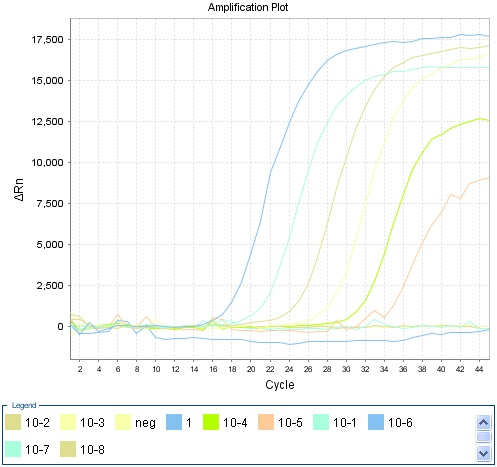 Amplification Plot
17,500
15,000
12,500
10,000
7,500
5,000
2,500
0
ΔRn
2 4 6 8 10 12 14 16 18 20 22 24 26 28 30 32 34 36 38 40 42 44
Cycle
Legend
10-2 10-3 neg 1 10-4 10-5 10-1 10-6
10-7 10-8